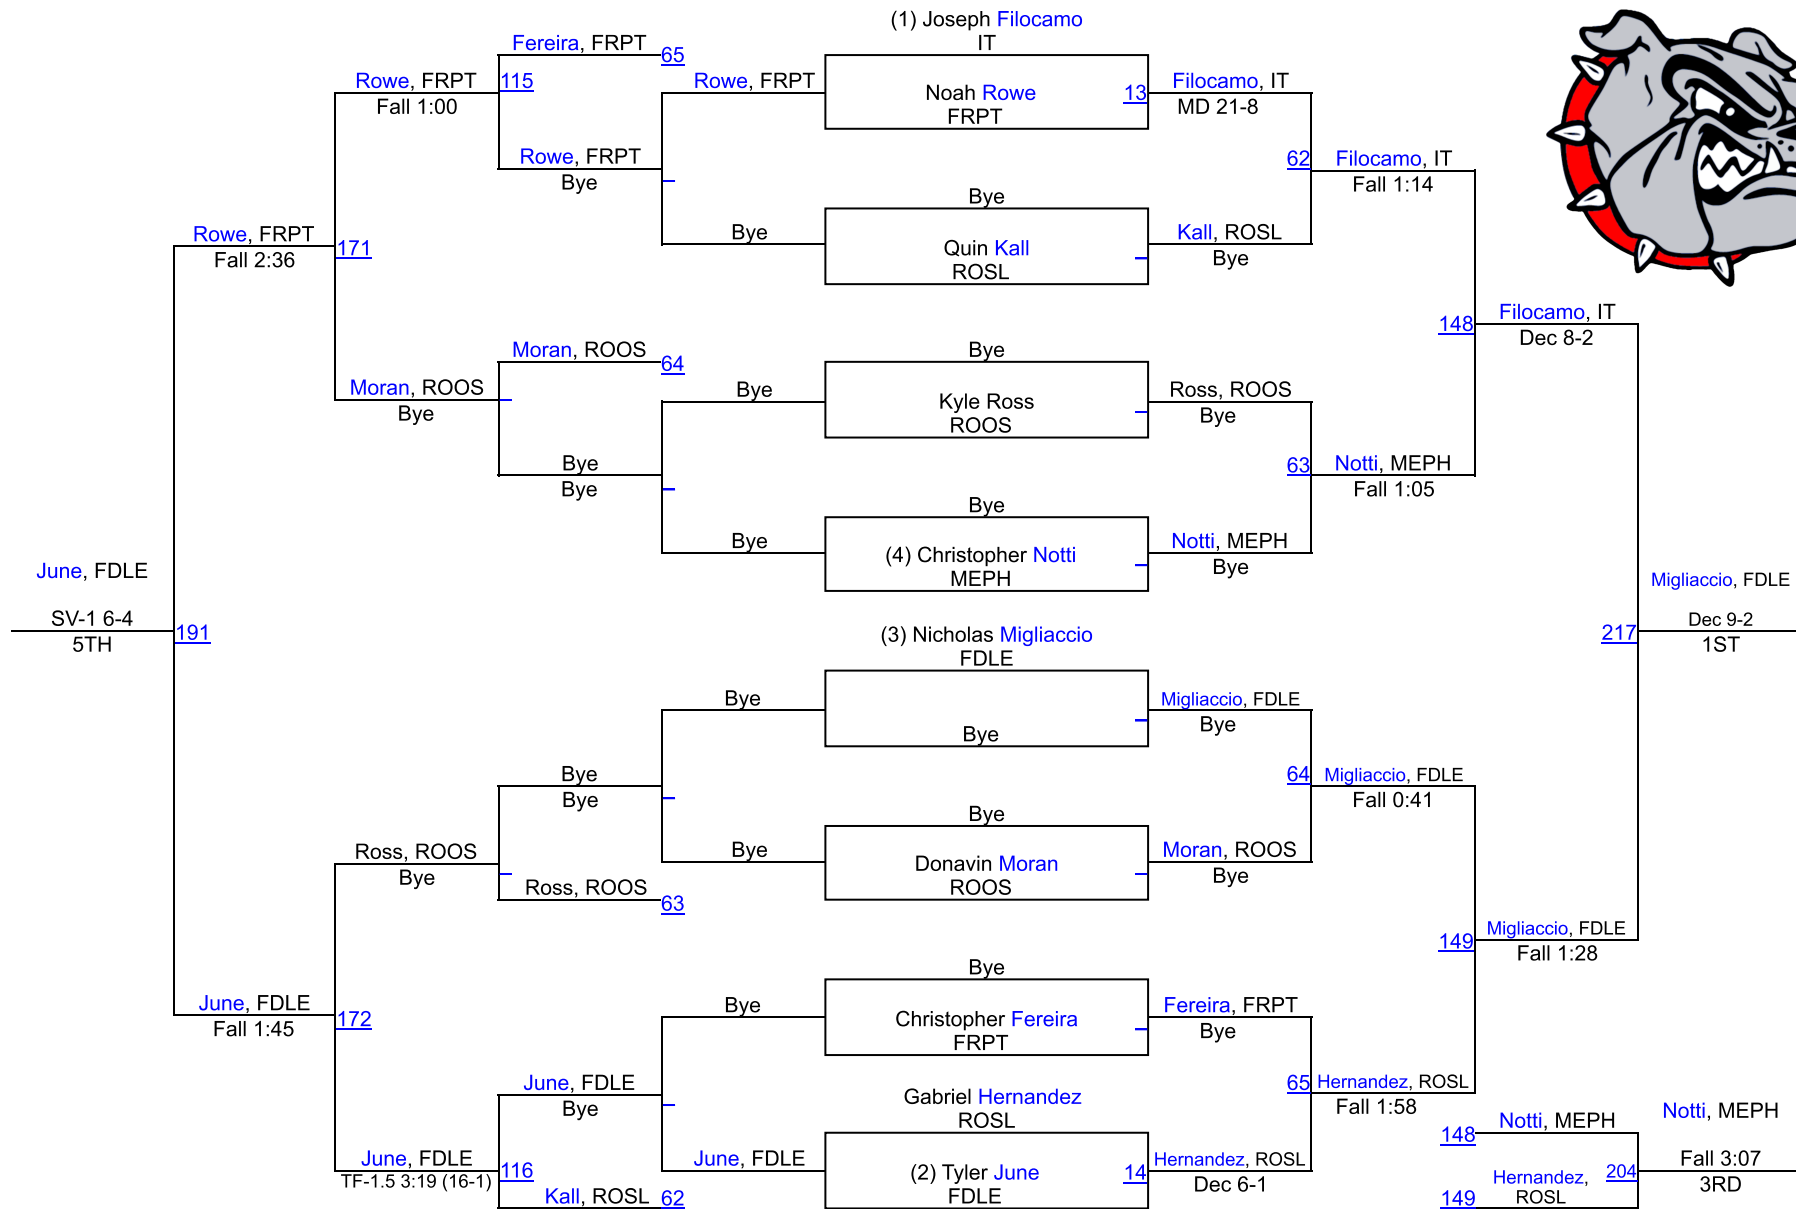 (1) Joseph Filocamo
IT
Fereira, FRPT
65
Rowe, FRPT
115
Rowe, FRPT
Noah Rowe
13
Filocamo, IT
Fall 1:00
FRPT
MD 21-8
Rowe, FRPT
62
Filocamo, IT
Bye
Fall 1:14
Bye
Rowe, FRPT
171
Bye
Quin Kall
Kall, ROSL
Fall 2:36
ROSL
Bye
148
Filocamo, IT
Dec 8-2
Moran, ROOS
64
Bye
Moran, ROOS
Bye
Kyle Ross
Ross, ROOS
Bye
ROOS
Bye
Bye
63
Notti, MEPH
Bye
Fall 1:05
Bye
Bye
(4) Christopher Notti
Notti, MEPH
MEPH
Bye
June, FDLE
Migliaccio, FDLE
SV-1 6-4
191
217
Dec 9-2
5TH
1ST
(3) Nicholas Migliaccio
FDLE
Bye
Migliaccio, FDLE
Bye
Bye
Bye
64
Migliaccio, FDLE
Bye
Fall 0:41
Bye
Ross, ROOS
Bye
Donavin Moran
Moran, ROOS
Bye
ROOS
Bye
Ross, ROOS
63
149
Migliaccio, FDLE
Fall 1:28
Bye
June, FDLE
172
Bye
Christopher Fereira
Fereira, FRPT
Fall 1:45
FRPT
Bye
June, FDLE
65
Hernandez, ROSL
Bye
Fall 1:58
Gabriel Hernandez
ROSL
148
Notti, MEPH
Notti, MEPH
June, FDLE
116
June, FDLE
(2) Tyler June
14
Hernandez, ROSL
204
Fall 3:07
TF-1.5 3:19 (16-1)
FDLE
Dec 6-1
3RD
Kall, ROSL
62
149
Hernandez,
ROSL